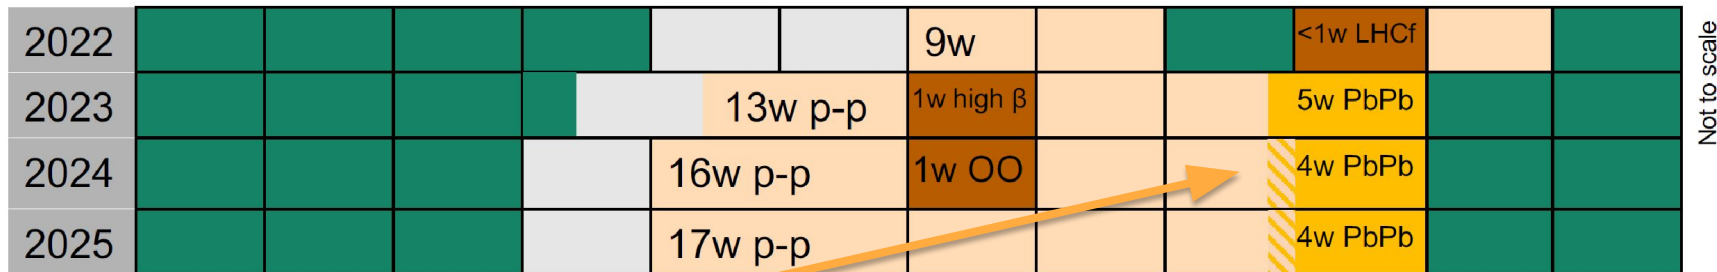 2022 9w <1w LHCf
2023 13w p-p 1w high β 5w PbPb
2024 16w p-p 1w OO 4w PbPb
2025 17w p-p 4w PbPb
Not to scale